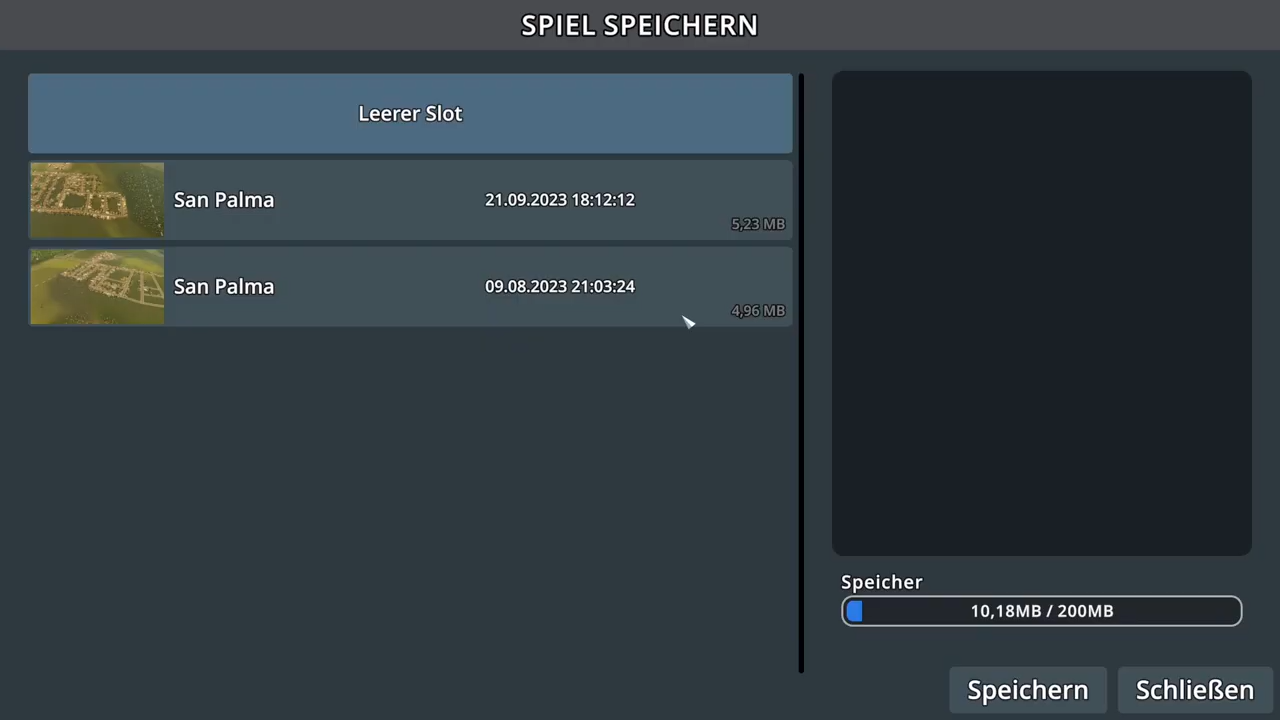 SPIEL SPEICHERN
Leerer Slot
San Palma 21.09.2023 18:12:12
5,23 MB
San Palma 09.08.2023 21:03:24
4,96 MB
Speicher
10,18MB / 200MB
Speichern Schließen